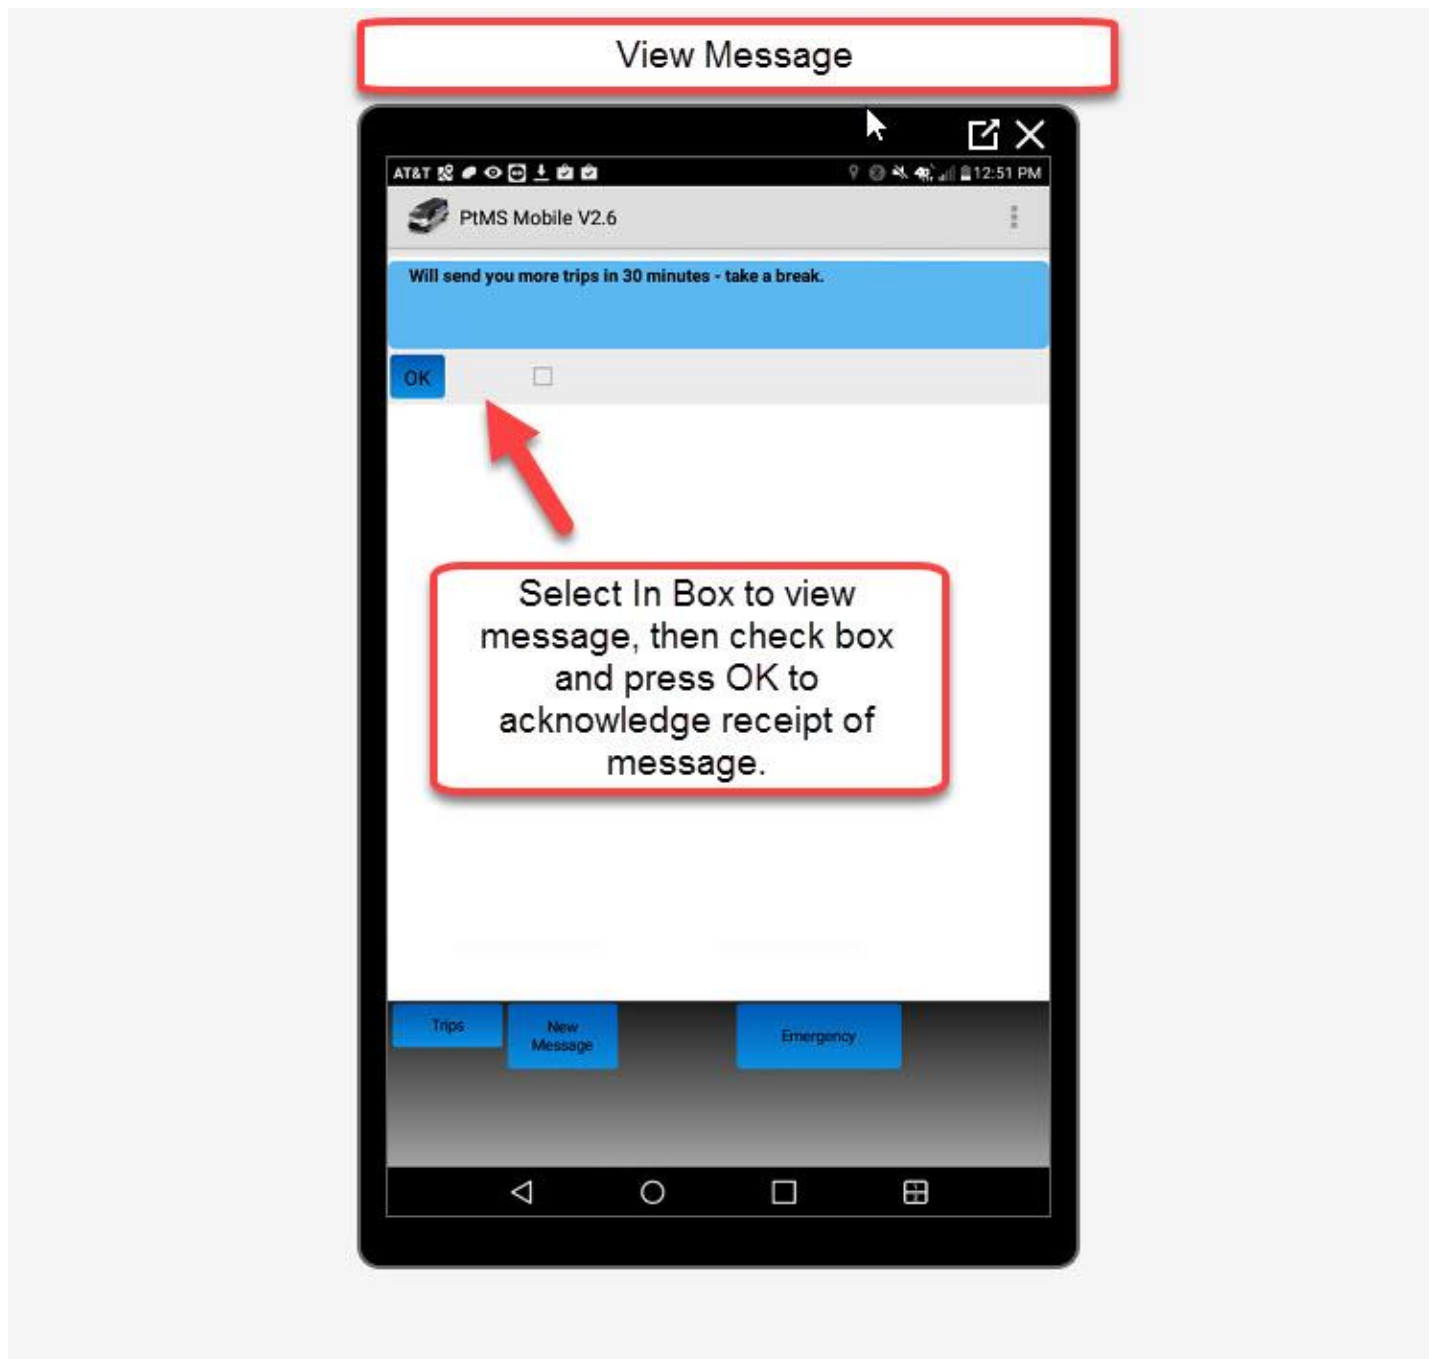 View Message
AT&T 12:51 PM
PtMS Mobile V2.6
Will send you more trips in 30 minutes - take a break.
OK
Select In Box to view
message, then check box
and press OK to
acknowledge receipt of
message.
Trips
New
Message
Emergency